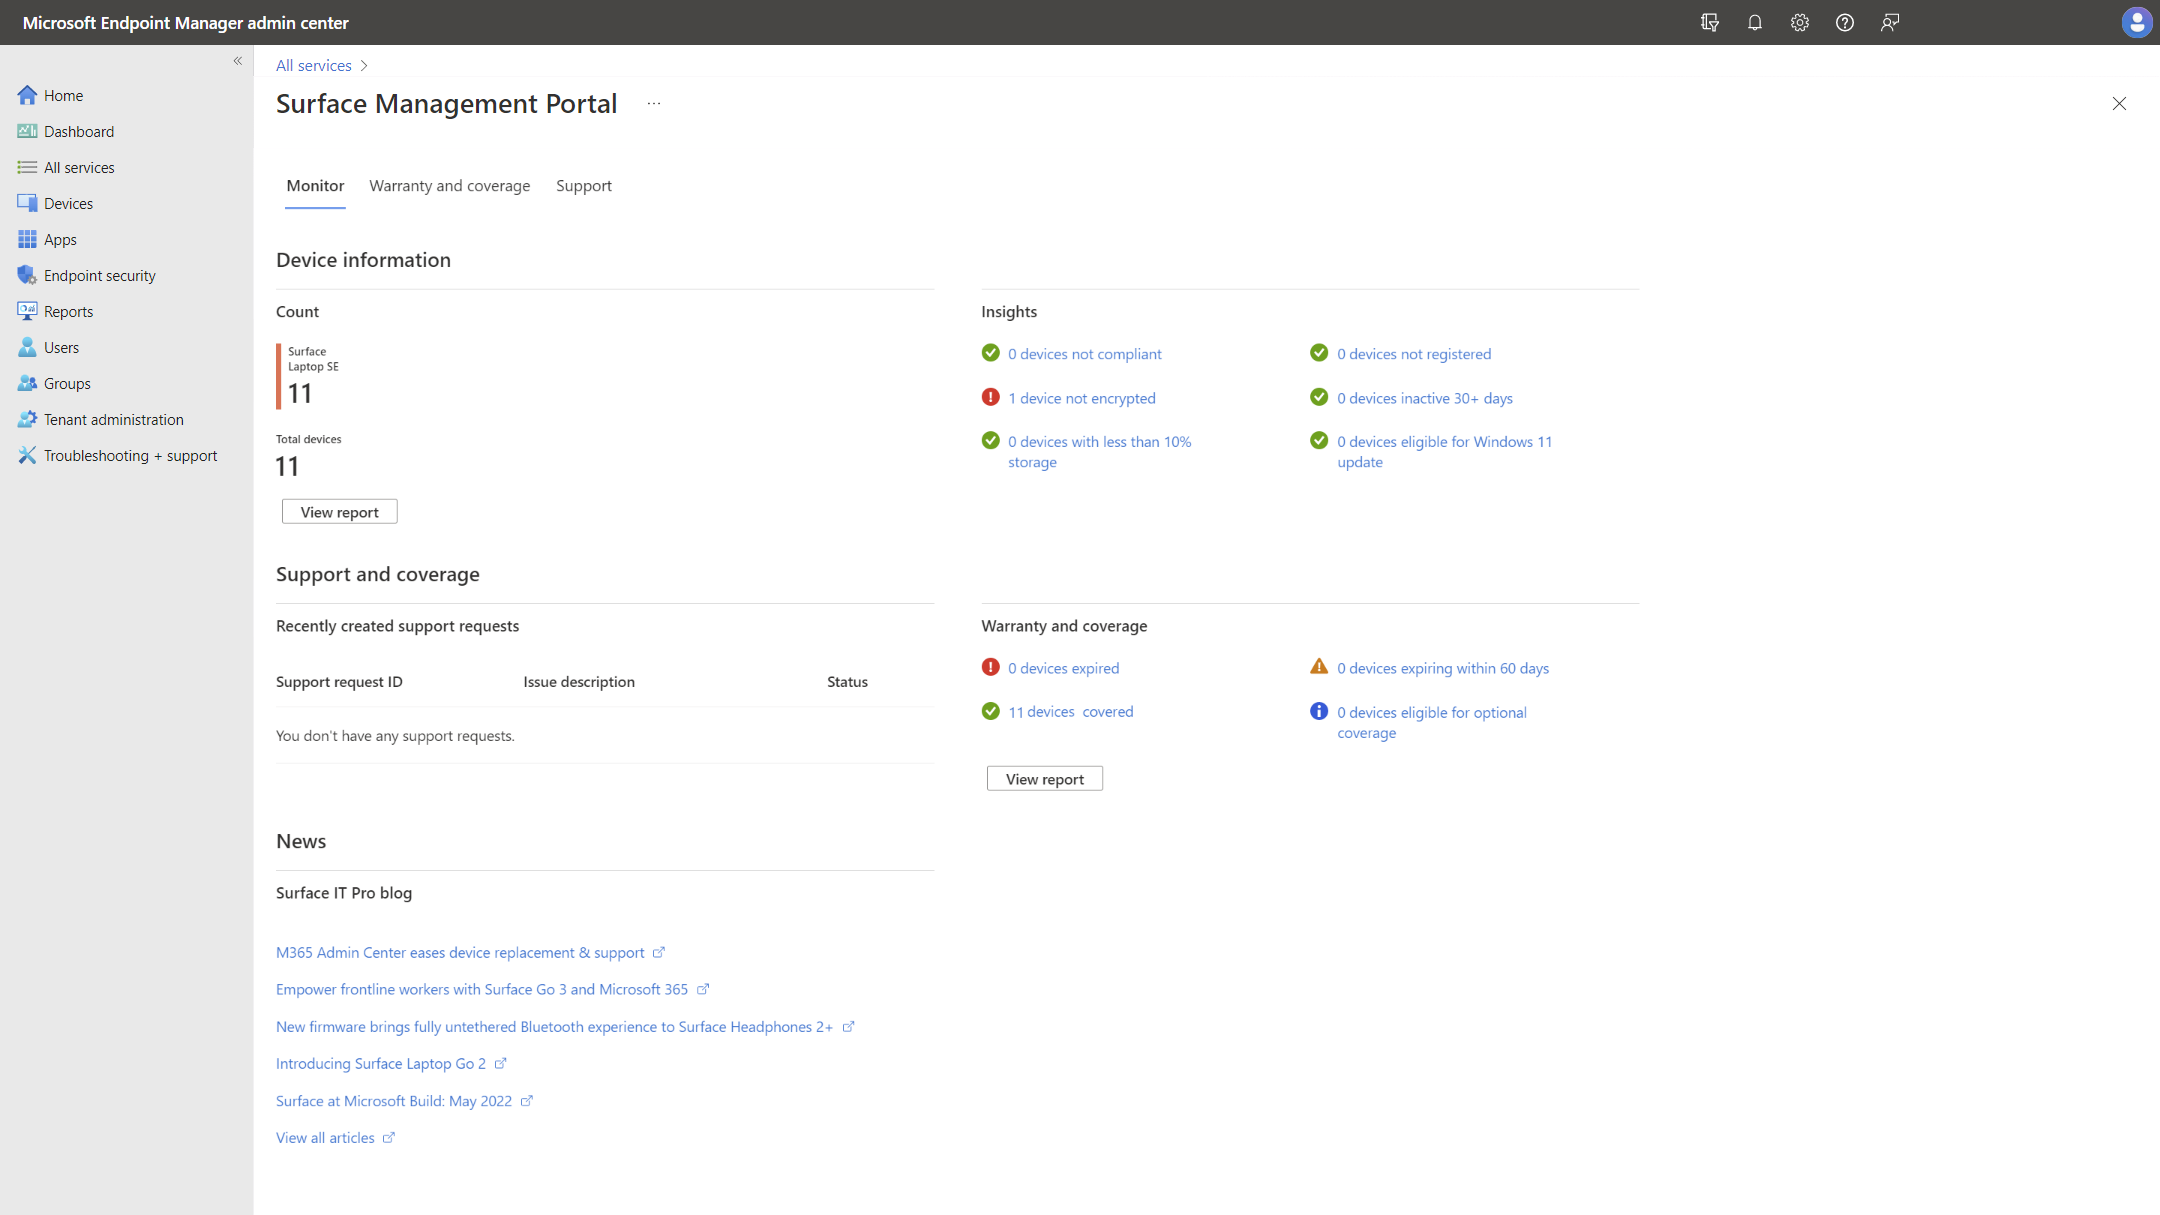 Microsoft Endpoint Manager admin center
Home
Dashboard
All services
Devices
Apps
Endpoint security
Reports
Users
Groups
Tenant administration
Troubleshooting + support
All services
Surface Management Portal
Monitor
Warranty and coverage
Support
Device information
Count
Surface
Laptop SE
11
Total devices
11
View report
Insights
0 devices not compliant
0 devices not registered
1 device not encrypted
0 devices inactive 30+ days
0 devices with less than 10%
storage
0 devices eligible for Windows 11
update
Support and coverage
Recently created support requests
Support request ID
Issue description
Status
You don't have any support requests.
Warranty and coverage
0 devices expired
0 devices expiring within 60 days
11 devices covered
0 devices eligible for optional
coverage
View report
News
Surface IT Pro blog
M365 Admin Center eases device replacement & support
Empower frontline workers with Surface Go 3 and Microsoft 365
New firmware brings fully untethered Bluetooth experience to Surface Headphones 2+
Introducing Surface Laptop Go 2
Surface at Microsoft Build: May 2022
View all articles